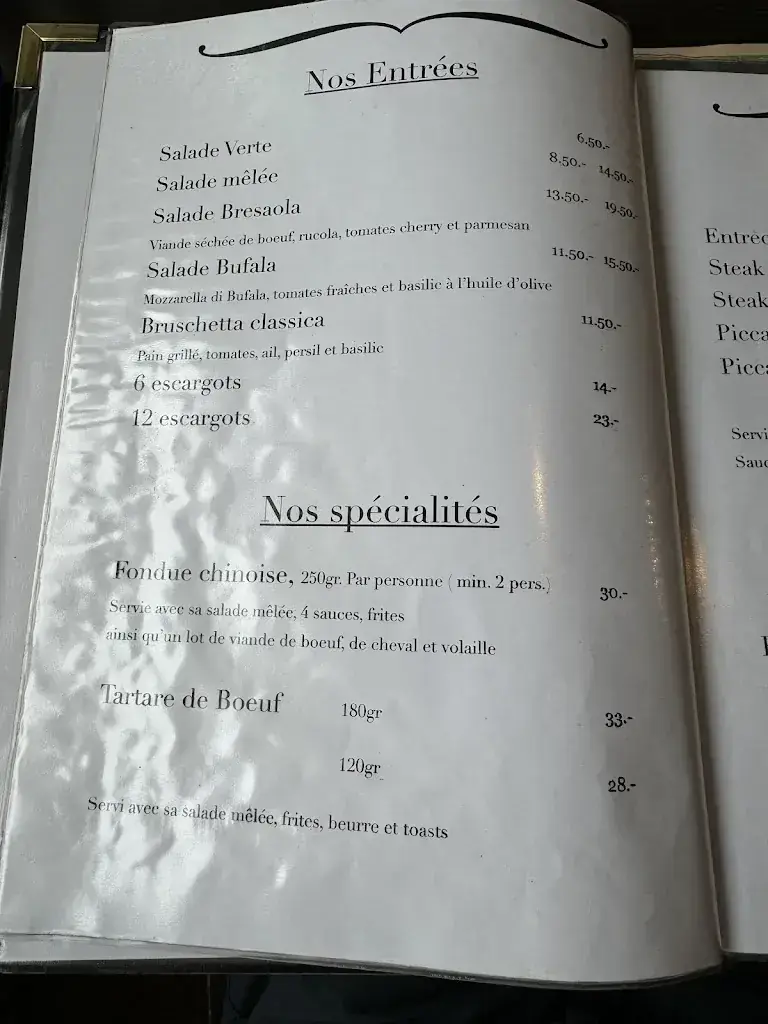 Nos Entrées
Salade Verte 6.50.-
Salade mêlée 8.50.- 14.50.-
Salade Bresaola 13.50.- 19.50.-
Viande séchée de boeuf, rucola, tomates cherry et parmesan
Salade Bufala 11.50.- 15.50.-
Mozzarella di Bufala, tomates fraîches et basilic à l'huile d'olive
Bruschetta classica 11.50.-
Pain grillé, tomates, ail, persil et basilic
6 escargots 14.-
12 escargots 23.-
Nos spécialités
Fondue chinoise, 250gr. Par personne ( min. 2 pers.) 30.-
Servie avec sa salade mêlée, 4 sauces, frites
ainsi qu'un lot de viande de boeuf, de cheval et volaille
Tartare de Boeuf 180gr 33.-
120gr 28.-
Servi avec sa salade mêlée, frites, beurre et toasts
Steak
Steak
Servi